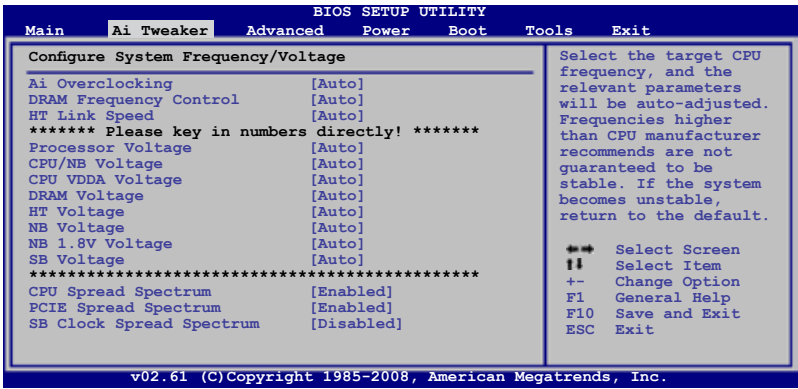 BIOS SETUP UTILITY
Main Ai Tweaker Advanced Power Boot Tools Exit
Configure System Frequency/Voltage
Ai Overclocking [Auto]
DRAM Frequency Control [Auto]
HT Link Speed [Auto]
******* Please key in numbers directly! *******
Processor Voltage [Auto]
CPU/NB Voltage [Auto]
CPU VDDA Voltage [Auto]
DRAM Voltage [Auto]
HT Voltage [Auto]
NB Voltage [Auto]
NB 1.8V Voltage [Auto]
SB Voltage [Auto]
*************************************************
CPU Spread Spectrum [Enabled]
PCIE Spread Spectrum [Enabled]
SB Clock Spread Spectrum [Disabled]
Select the target CPU
frequency, and the
relevant parameters
will be auto-adjusted.
Frequencies higher
than CPU manufacturer
recommends are not
guaranteed to be
stable. If the system
becomes unstable,
return to the default.
←→ Select Screen
↑↓ Select Item
+- Change Option
F1 General Help
F10 Save and Exit
ESC Exit
v02.61 (C)Copyright 1985-2008, American Megatrends, Inc.